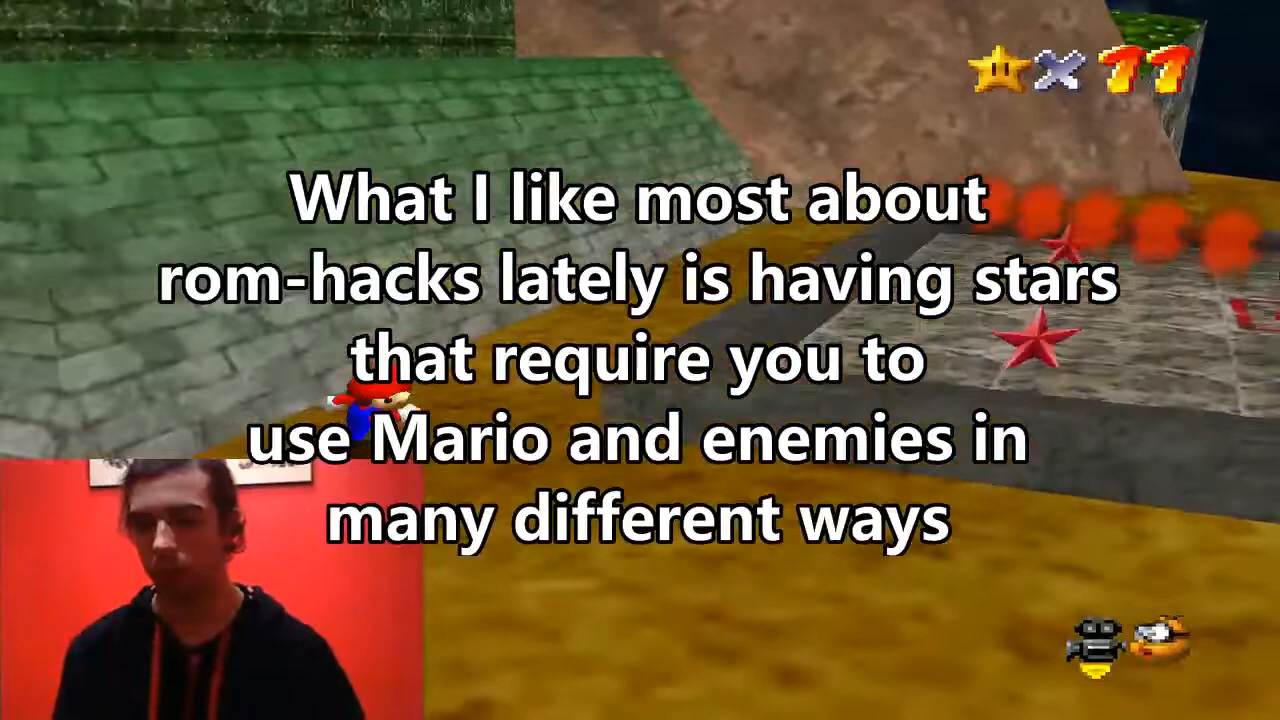 × 11
What I like most about
rom-hacks lately is having stars
that require you to
use Mario and enemies in
many different ways